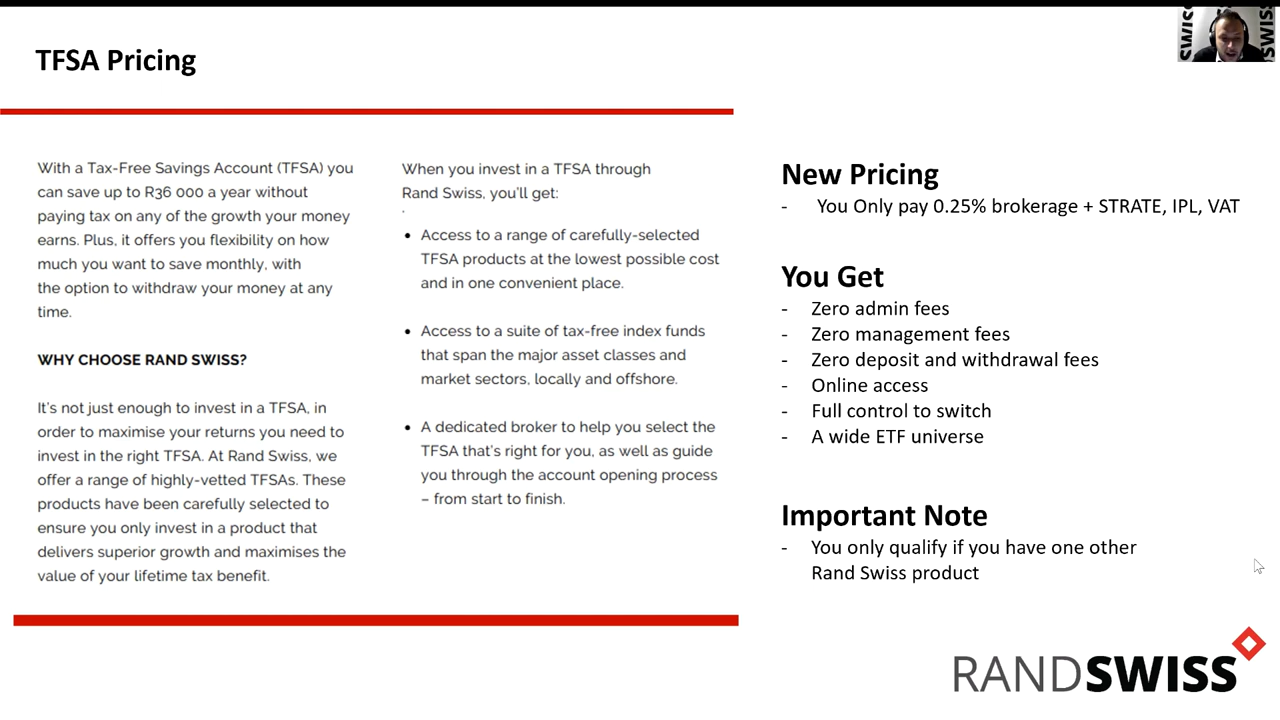 TFSA Pricing
SWISS
SWISS
With a Tax-Free Savings Account (TFSA) you
can save up to R36 000 a year without
paying tax on any of the growth your money
earns. Plus, it offers you flexibility on how
much you want to save monthly, with
the option to withdraw your money at any
time.
WHY CHOOSE RAND SWISS?
It's not just enough to invest in a TFSA, in
order to maximise your returns you need to
invest in the right TFSA. At Rand Swiss, we
offer a range of highly-vetted TFSAs. These
products have been carefully selected to
ensure you only invest in a product that
delivers superior growth and maximises the
value of your lifetime tax benefit.
When you invest in a TFSA through
Rand Swiss, you'll get:
• Access to a range of carefully-selected
TFSA products at the lowest possible cost
and in one convenient place.
• Access to a suite of tax-free index funds
that span the major asset classes and
market sectors, locally and offshore.
• A dedicated broker to help you select the
TFSA that's right for you, as well as guide
you through the account opening process
– from start to finish.
New Pricing
- You Only pay 0.25% brokerage + STRATE, IPL, VAT
You Get
- Zero admin fees
- Zero management fees
- Zero deposit and withdrawal fees
- Online access
- Full control to switch
- A wide ETF universe
Important Note
- You only qualify if you have one other
Rand Swiss product
RANDSWISS